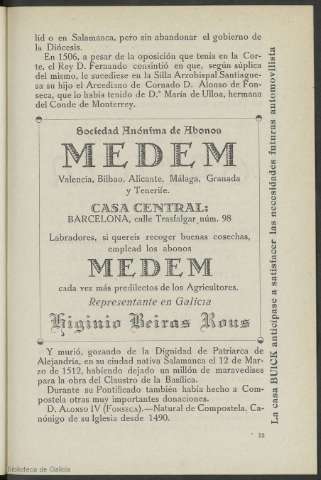 lid o en Salamanca, pero sin abandonar el gobierno de
la Diócesis.
En 1506, a pesar de la oposición que tenía en la Cor-
te, el Rey D. Fernando consintió en que, según súplica
del mismo, le sucediese en la Silla Arzobispal Santiague-
sa su hijo el Arcediano de Cornado D. Alonso de Fon-
seca, que lo había tenido de D.ª María de Ulloa, hermana
del Conde de Monterrey.
Sociedad Anónima de Abonos
MEDEM
Valencia, Bilbao, Alicante, Málaga, Granada
y Tenerife.
CASA CENTRAL:
BARCELONA, calle Trasfalgar núm. 98
Labradores, si quereis recoger buenas cosechas,
emplead los abonos
MEDEM
cada vez más predilectos de los Agricultores.
Representante en Galicia
Higinio Beiras Rous
Y murió, gozando de la Dignidad de Patriarca de
Alejandría, en su ciudad nativa Salamanca el 12 de Mar-
zo de 1512, habiendo dejado un millón de maravedises
para la obra del Claustro de la Basílica.
Durante su Pontificado también había hecho a Com-
postela otras muy importantes donaciones.
D. ALONSO IV (FONSECA).—Natural de Compostela. Ca-
nónigo de su Iglesia desde 1490.
La casa BUICK anticípase a satisfacer las necesidades futuras automovilista
Biblioteca de Galicia